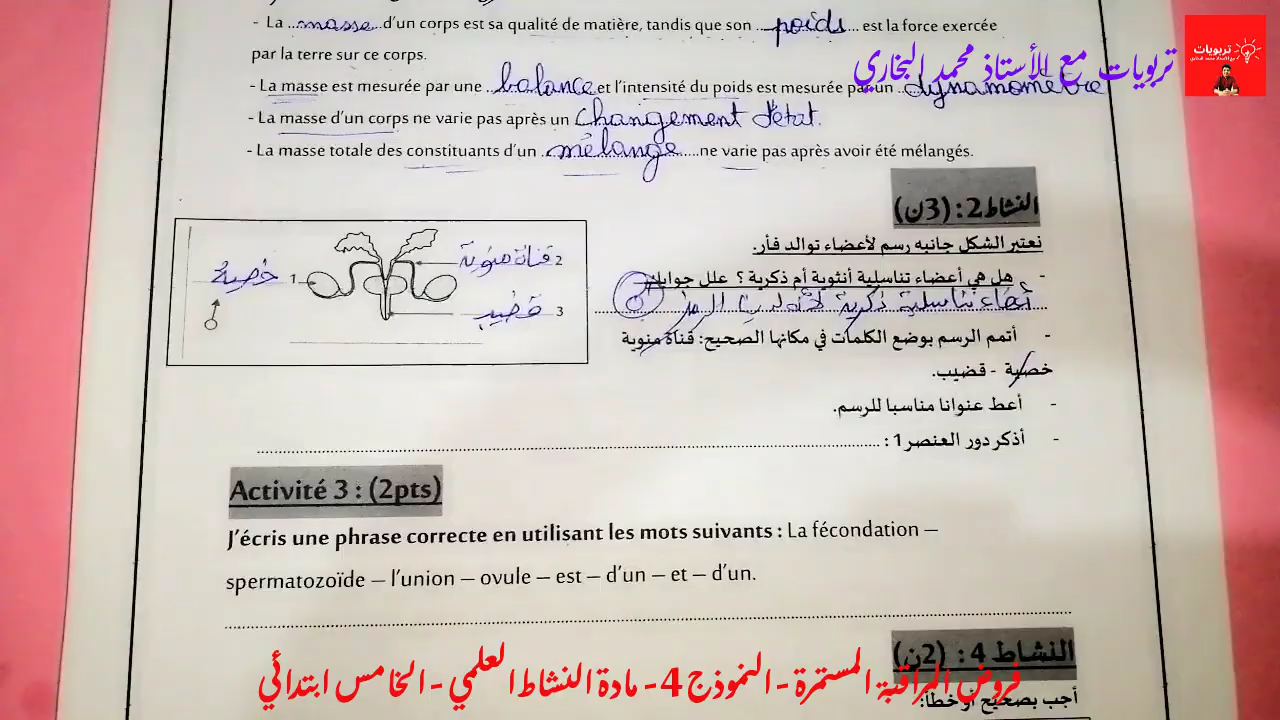 - La masse d'un corps est sa qualité de matière, tandis que son poids est la force exercée
par la terre sur ce corps.
تربويات
مع الأستاذ محمد البخاري
تربويات مع الأستاذ محمد البخاري
- La masse est mesurée par une balance et l'intensité du poids est mesurée par un dynamomètre
- La masse d'un corps ne varie pas après un Changement d'état.
- La masse totale des constituants d'un mélange ne varie pas après avoir été mélangés.
النشاط 2: (3ن)
نعتبر الشكل جانبه رسم لأعضاء توالد فأر.
- هل هي أعضاء تناسلية أنثوية أم ذكرية ؟ علل جوابك
أعضاء تناسلية ذكرية
قناة منوية 2
خصية 1
قضيب 3
- أتمم الرسم بوضع الكلمات في مكانها الصحيح: قناة منوية
خصية - قضيب.
- أعط عنوانا مناسبا للرسم.
- أذكر دور العنصر 1 :
Activité 3 : (2pts)
J'écris une phrase correcte en utilisant les mots suivants : La fécondation –
spermatozoïde – l'union – ovule – est – d'un – et – d'un.
النشاط 4 : (2ن)
فروض المراقبة المستمرة - النموذج 4 - مادة النشاط العلمي - الخامس ابتدائي
أجب بصحيح أو خطأ: